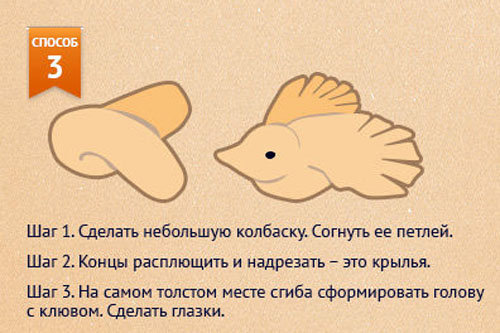 СПОСОБ
3
Шаг 1. Сделать небольшую колбаску. Согнуть ее петлей.
Шаг 2. Концы расплющить и надрезать – это крылья.
Шаг 3. На самом толстом месте сгиба сформировать голову
с клювом. Сделать глазки.